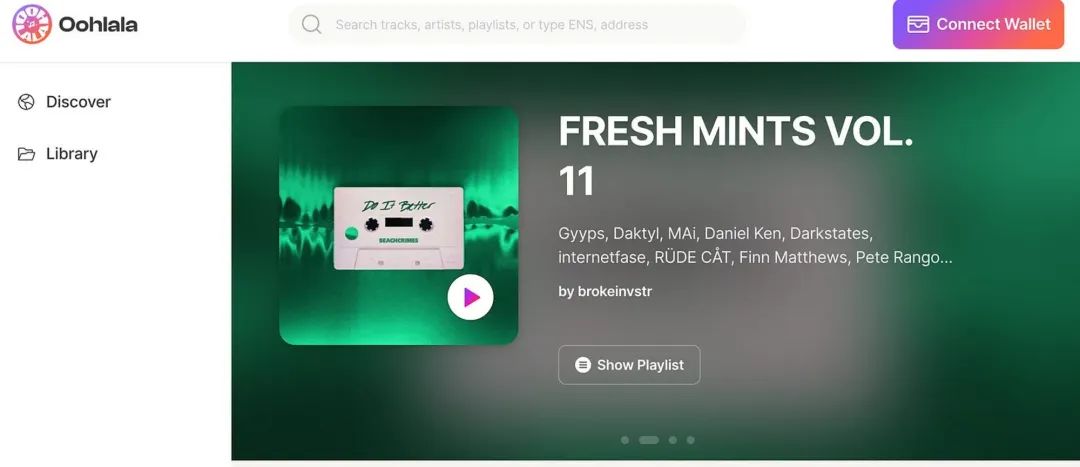 Oohlala
Search tracks, artists, playlists, or type ENS, address
Connect Wallet
Discover
Library
Do It Better
BEACHCRIMES
FRESH MINTS VOL.
11
Gyyps, Daktyl, MAi, Daniel Ken, Darkstates,
internetfase, RÜDE CÅT, Finn Matthews, Pete Rango...
by brokeinvstr
Show Playlist